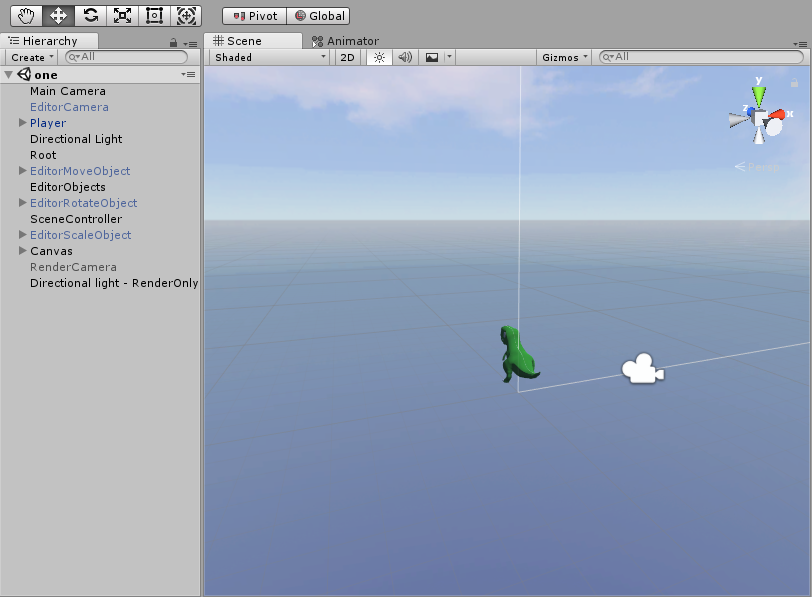 Pivot Global
Hierarchy
Scene
Animator
Create
All
Shaded
2D
Gizmos
All
one
Main Camera
EditorCamera
Player
Directional Light
Root
EditorMoveObject
EditorObjects
EditorRotateObject
SceneController
EditorScaleObject
Canvas
RenderCamera
Directional light - RenderOnly
y
z
x